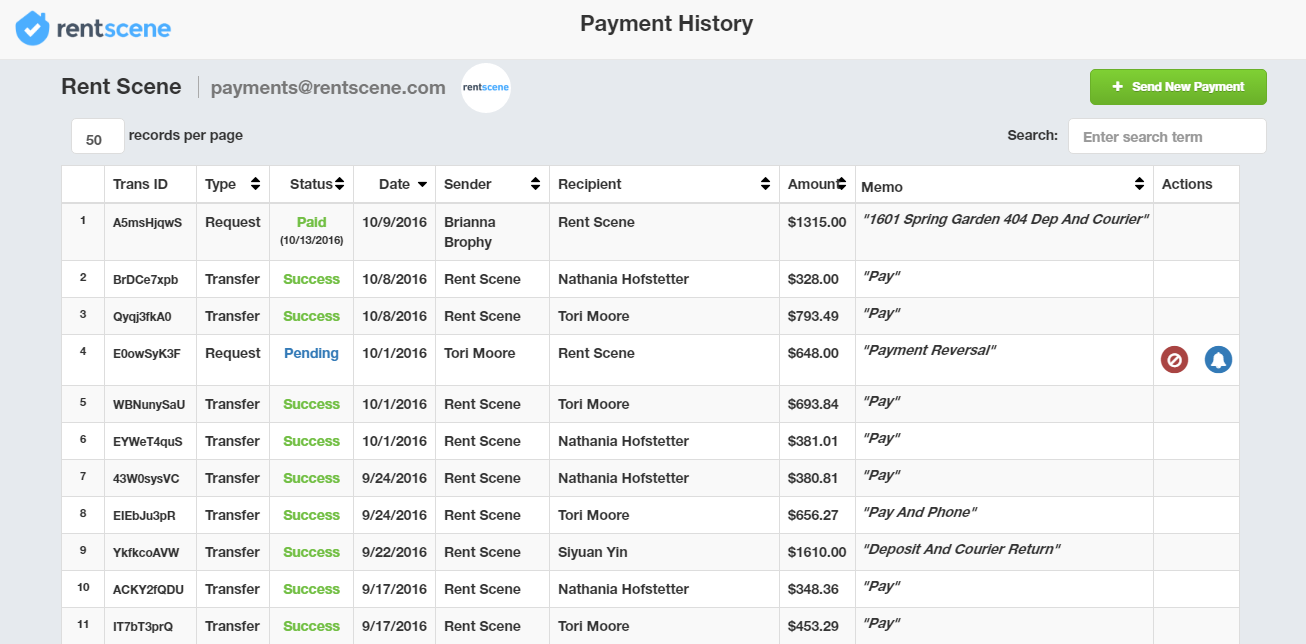 rentscene
Payment History
Rent Scene payments@rentscene.com rentscene
+ Send New Payment
50 records per page
Search: Enter search term
Trans ID Type Status Date Sender Recipient Amount Memo Actions
1 A5msHjqwS Request Paid (10/13/2016) 10/9/2016 Brianna Brophy Rent Scene $1315.00 "1601 Spring Garden 404 Dep And Courier"
2 BrDCe7xpb Transfer Success 10/8/2016 Rent Scene Nathania Hofstetter $328.00 "Pay"
3 Qyqj3fkA0 Transfer Success 10/8/2016 Rent Scene Tori Moore $793.49 "Pay"
4 E0owSyK3F Request Pending 10/1/2016 Tori Moore Rent Scene $648.00 "Payment Reversal"
5 WBNunySaU Transfer Success 10/1/2016 Rent Scene Tori Moore $693.84 "Pay"
6 EYWeT4quS Transfer Success 10/1/2016 Rent Scene Nathania Hofstetter $381.01 "Pay"
7 43W0sysVC Transfer Success 9/24/2016 Rent Scene Nathania Hofstetter $380.81 "Pay"
8 EIEbJu3pR Transfer Success 9/24/2016 Rent Scene Tori Moore $656.27 "Pay And Phone"
9 YkfkcoAVW Transfer Success 9/22/2016 Rent Scene Siyuan Yin $1610.00 "Deposit And Courier Return"
10 ACKY2fQDU Transfer Success 9/17/2016 Rent Scene Nathania Hofstetter $348.36 "Pay"
11 IT7bT3prQ Transfer Success 9/17/2016 Rent Scene Tori Moore $453.29 "Pay"